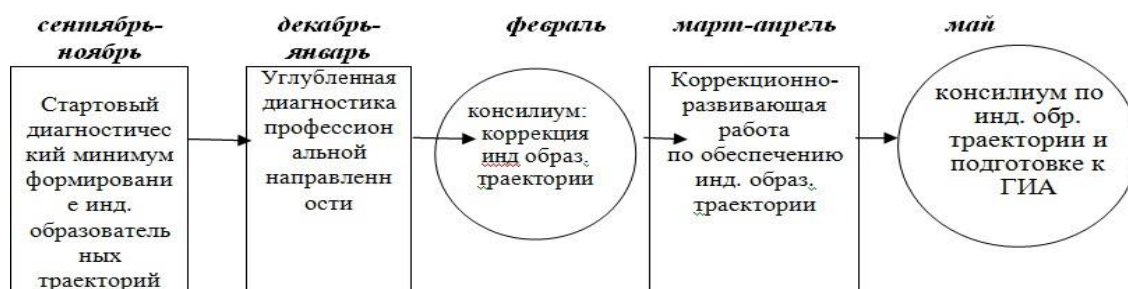 сентябрь-
ноябрь
декабрь-
январь
февраль
март-апрель
май
Стартовый
диагностичес
кий минимум
формировани
е инд.
образователь
ных
траекторий
Углубленная
диагностика
профессион
альной
направленн
ости
консилиум:
коррекция
инд образ.
траектории
Коррекционно-
развивающая
работа
по обеспечению
инд. образ.
траектории
консилиум по
инд. обр.
траектории и
подготовке к
ГИА